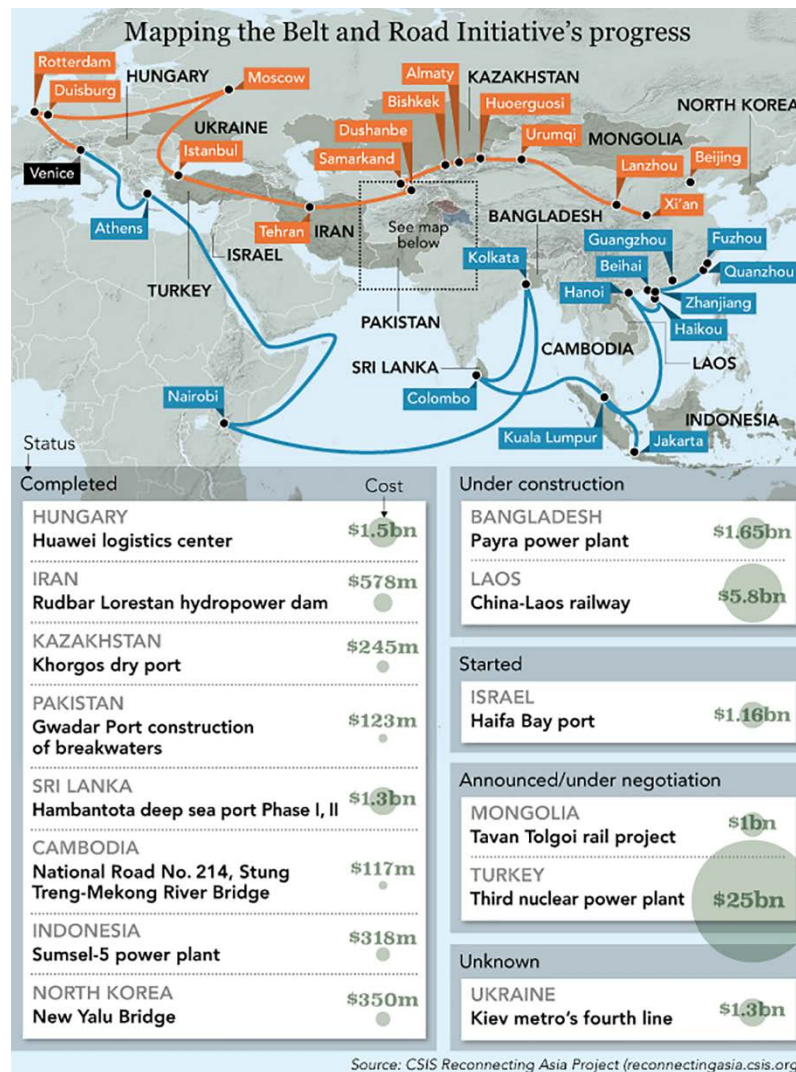 Mapping the Belt and Road Initiative's progress
Rotterdam
Duisburg
HUNGARY
Moscow
Almaty
KAZAKHSTAN
Bishkek
Huoerguosi
NORTH KOREA
UKRAINE
Dushanbe
Urumqi
MONGOLIA
Istanbul
Samarkand
Beijing
Venice
Lanzhou
Xi'an
Athens
Tehran
IRAN
See map
below
BANGLADESH
ISRAEL
Guangzhou
Fuzhou
Kolkata
Beihai
Quanzhou
TURKEY
Hanoi
Zhanjiang
Haikou
PAKISTAN
CAMBODIA
SRI LANKA
LAOS
Nairobi
Colombo
INDONESIA
Kuala Lumpur
Jakarta
Status
Completed
Cost
HUNGARY
Huawei logistics center
$1.5bn
IRAN
Rudbar Lorestan hydropower dam
$578m
KAZAKHSTAN
Khorgos dry port
$245m
PAKISTAN
Gwadar Port construction
of breakwaters
$123m
SRI LANKA
Hambantota deep sea port Phase I, II
$1.3bn
CAMBODIA
National Road No. 214, Stung
Treng-Mekong River Bridge
$117m
INDONESIA
Sumsel-5 power plant
$318m
NORTH KOREA
New Yalu Bridge
$350m
Under construction
BANGLADESH
Payra power plant
$1.65bn
LAOS
China-Laos railway
$5.8bn
Started
ISRAEL
Haifa Bay port
$1.16bn
Announced/under negotiation
MONGOLIA
Tavan Tolgoi rail project
$1bn
TURKEY
Third nuclear power plant
$25bn
Unknown
UKRAINE
Kiev metro's fourth line
$1.3bn
Source: CSIS Reconnecting Asia Project (reconnectingasia.csis.org